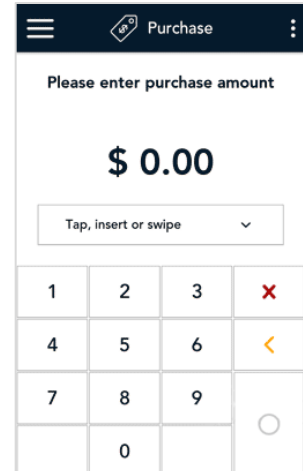 Purchase
Please enter purchase amount
$ 0.00
Tap, insert or swipe
1 2 3
4 5 6
7 8 9
0